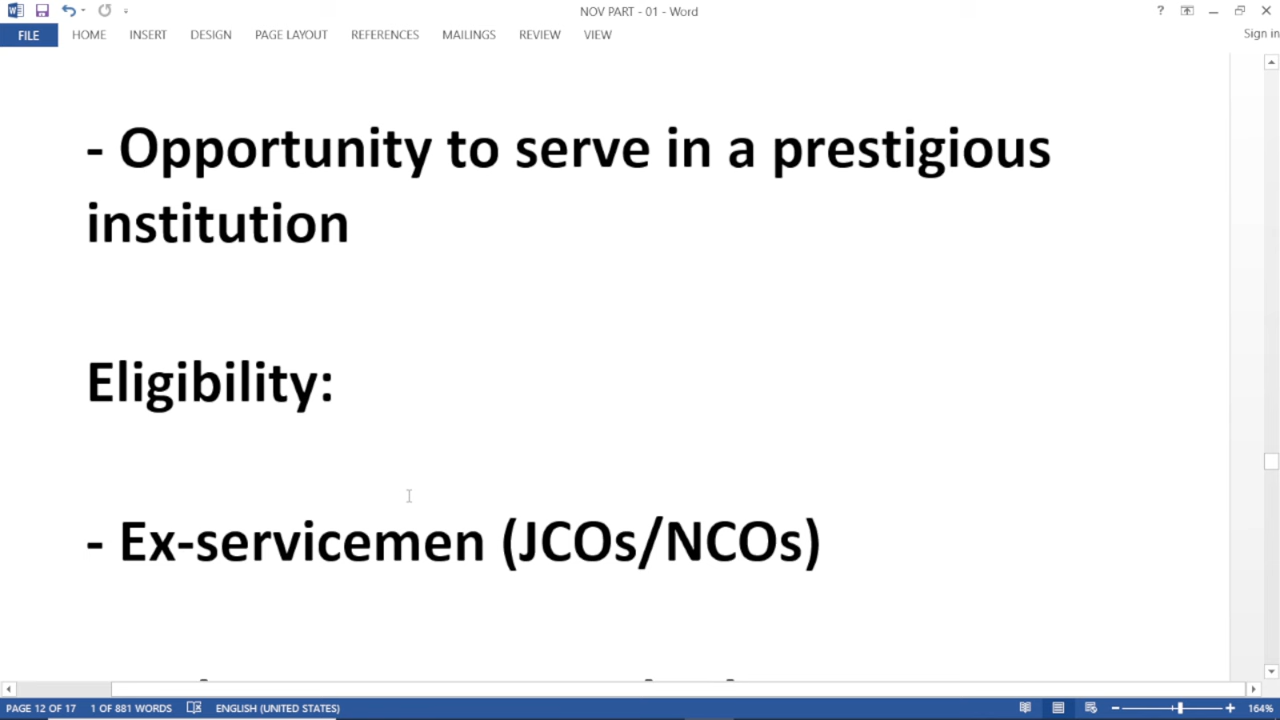 NOV PART - 01 - Word
?
FILE HOME INSERT DESIGN PAGE LAYOUT REFERENCES MAILINGS REVIEW VIEW
Sign in
- Opportunity to serve in a prestigious
institution
Eligibility:
- Ex-servicemen (JCOs/NCOs)
PAGE 12 OF 17 1 OF 881 WORDS ENGLISH (UNITED STATES) 164%